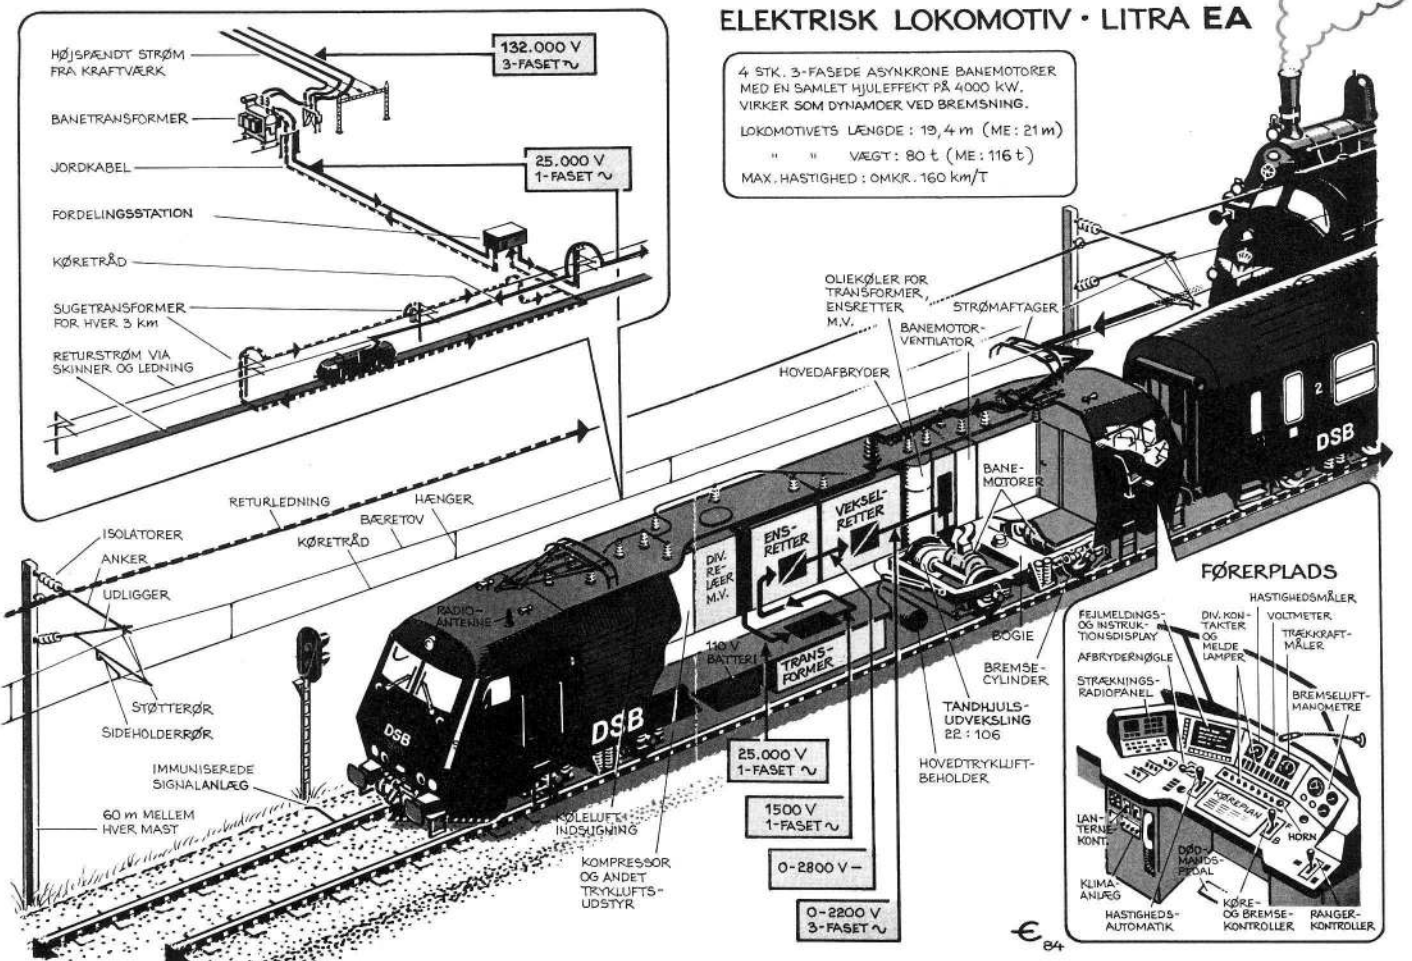 ELEKTRISK LOKOMOTIV · LITRA EA
4 STK. 3-FASEDE ASYNKRONE BANEMOTORER
MED EN SAMLET HJULEFFEKT PÅ 4000 KW.
VIRKER SOM DYNAMOER VED BREMSNING.
LOKOMOTIVETS LÆNGDE : 19,4 m (ME : 21 m)
" " VÆGT : 80 t (ME : 116 t)
MAX. HASTIGHED : OMKR. 160 km/T
HØJSPÆNDT STRØM
FRA KRAFTVÆRK
132.000 V
3-FASET ~
BANETRANSFORMER
JORDKABEL
25.000 V
1-FASET ~
FORDELINGSSTATION
KØRETRÅD
SUGETRANSFORMER
FOR HVER 3 km
RETURSTRØM VIA
SKINNER OG LEDNING
OLIEKØLER FOR
TRANSFORMER,
ENSRETTER
M.V.
STRØMAFTAGER
BANEMOTOR-
VENTILATOR
HOVEDAFBRYDER
2
DSB
RETURLEDNING
HÆNGER
BÆRETOV
KØRETRÅD
ISOLATORER
ANKER
UDLIGGER
STØTTERØR
SIDEHOLDERRØR
IMMUNISEREDE
SIGNALANLÆG
60 m MELLEM
HVER MAST
RADIO-
ANTENNE
DIV.
RE-
LÆER
M.V.
ENS-
RETTER
VEKSEL-
RETTER
BANE-
MOTORER
110 V
BATTERI
TRANS-
FORMER
BOGIE
BREMSE-
CYLINDER
TANDHJULS-
UDVEKSLING
22 : 106
HOVEDTRYKLUFT-
BEHOLDER
DSB
DSB
KØLELUFT-
INDSUGNING
KOMPRESSOR
OG ANDET
TRYKLUFTS-
UDSTYR
25.000 V
1-FASET ~
1500 V
1-FASET ~
0-2800 V –
0-2200 V
3-FASET ~
FØRERPLADS
HASTIGHEDSMÅLER
FEJLMELDINGS-
OG INSTRUK-
TIONSDISPLAY
DIV. KON-
TAKTER
OG
MELDE
LAMPER
VOLTMETER
TRÆKKRAFT-
MÅLER
AFBRYDERNØGLE
STRÆKNINGS-
RADIOPANEL
BREMSELUFT-
MANOMETRE
KØREPLAN
LAN-
TERNE-
KONT.
HORN
DØD-
MANDS-
PEDAL
KLIMA-
ANLÆG
HASTIGHEDS-
AUTOMATIK
KØRE-
OG BREMSE-
KONTROLLER
RANGER-
KONTROLLER
84